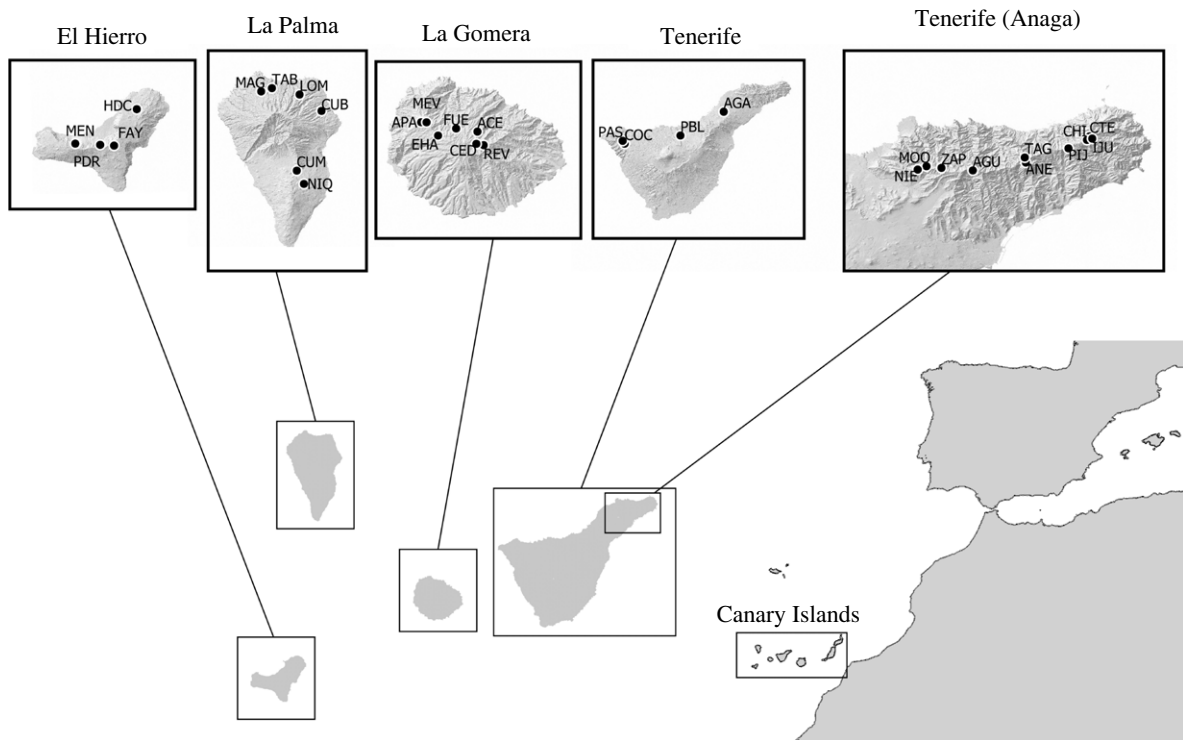 El Hierro
La Palma
La Gomera
Tenerife
Tenerife (Anaga)
HDC
MEN
FAY
PDR
MAG
TAB
LOM
CUB
CUM
NIQ
MEV
APA
FUE
ACE
EHA
CED
REV
AGA
PAS
COC
PBL
CTE
CHI
IJU
TAG
PIJ
MOQ
ZAP
AGU
ANE
NIE
Canary Islands